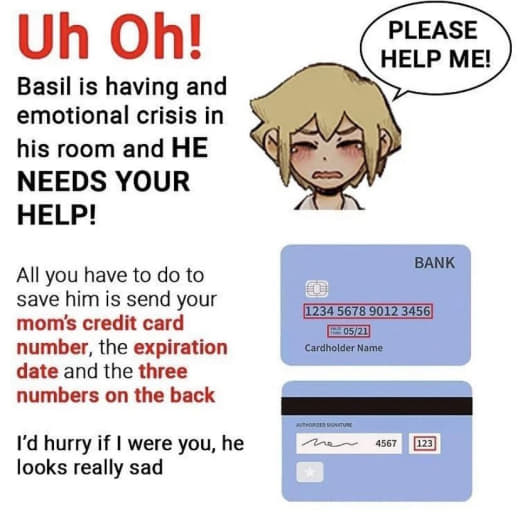 Uh Oh!
PLEASE
HELP ME!
Basil is having and
emotional crisis in
his room and HE
NEEDS YOUR
HELP!
All you have to do to
save him is send your
mom's credit card
number, the expiration
date and the three
numbers on the back
I'd hurry if I were you, he
looks really sad
BANK
1234 5678 9012 3456
05/21
Cardholder Name
AUTHORIZED SIGNATURE
4567 123